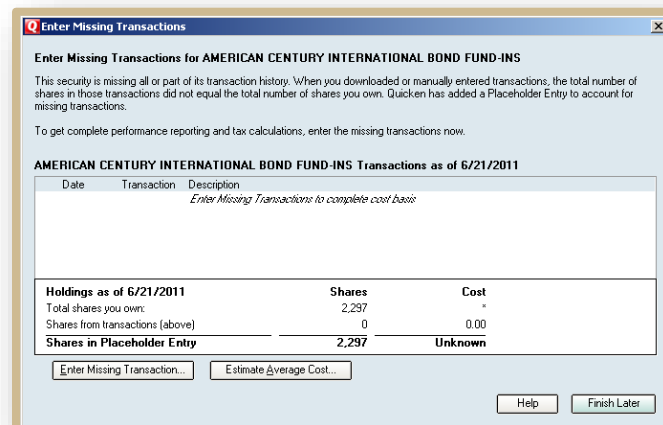 Q Enter Missing Transactions X
Enter Missing Transactions for AMERICAN CENTURY INTERNATIONAL BOND FUND-INS
This security is missing all or part of its transaction history. When you downloaded or manually entered transactions, the total number of
shares in those transactions did not equal the total number of shares you own. Quicken has added a Placeholder Entry to account for
missing transactions.
To get complete performance reporting and tax calculations, enter the missing transactions now.
AMERICAN CENTURY INTERNATIONAL BOND FUND-INS Transactions as of 6/21/2011
Date Transaction Description
Enter Missing Transactions to complete cost basis
Holdings as of 6/21/2011 Shares Cost
Total shares you own: 2,297 *
Shares from transactions (above) 0 0.00
Shares in Placeholder Entry 2,297 Unknown
Enter Missing Transaction... Estimate Average Cost...
Help Finish Later